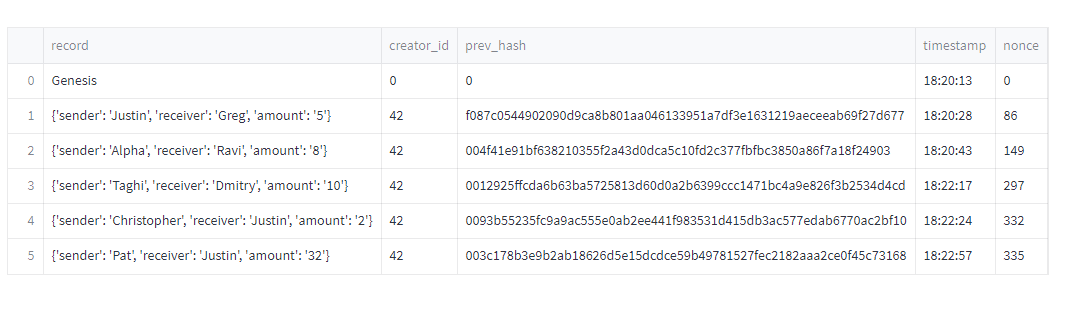 record creator_id prev_hash timestamp nonce
0 Genesis 0 0 18:20:13 0
1 {'sender': 'Justin', 'receiver': 'Greg', 'amount': '5'} 42 f087c0544902090d9ca8b801aa046133951a7df3e1631219aeceeab69f27d677 18:20:28 86
2 {'sender': 'Alpha', 'receiver': 'Ravi', 'amount': '8'} 42 004f41e91bf638210355f2a43d0dca5c10fd2c377fbfbc3850a86f7a18f24903 18:20:43 149
3 {'sender': 'Taghi', 'receiver': 'Dmitry', 'amount': '10'} 42 0012925ffcda6b63ba5725813d60d0a2b6399ccc1471bc4a9e826f3b2534d4cd 18:22:17 297
4 {'sender': 'Christopher', 'receiver': 'Justin', 'amount': '2'} 42 0093b55235fc9a9ac555e0ab2ee441f983531d415db3ac577edab6770ac2bf10 18:22:24 332
5 {'sender': 'Pat', 'receiver': 'Justin', 'amount': '32'} 42 003c178b3e9b2ab18626d5e15dcdce59b49781527fec2182aaa2ce0f45c73168 18:22:57 335